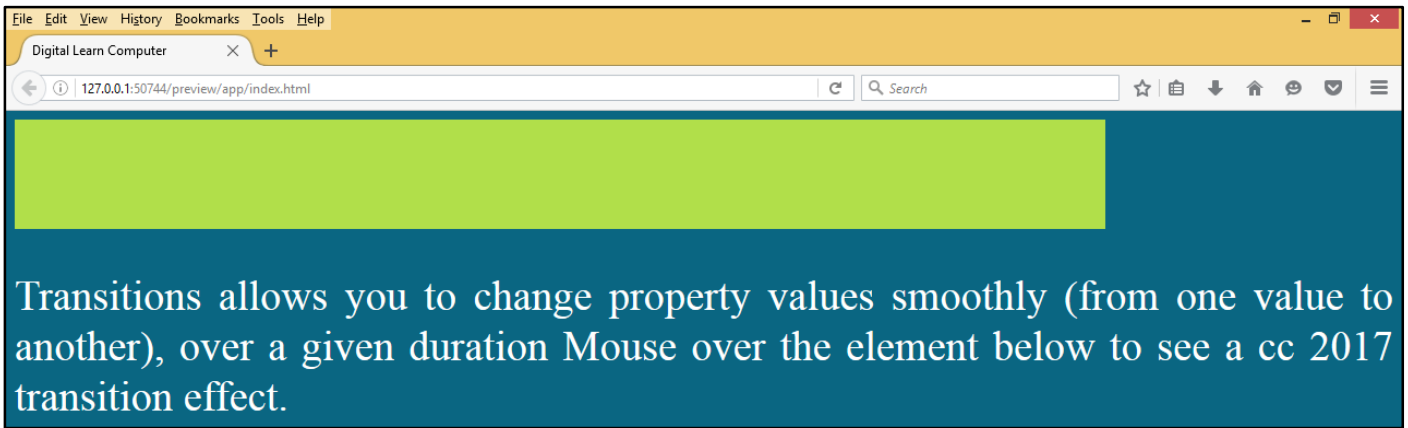 File Edit View History Bookmarks Tools Help
Digital Learn Computer
127.0.0.1:50744/preview/app/index.html
Search
Transitions allows you to change property values smoothly (from one value to
another), over a given duration Mouse over the element below to see a cc 2017
transition effect.